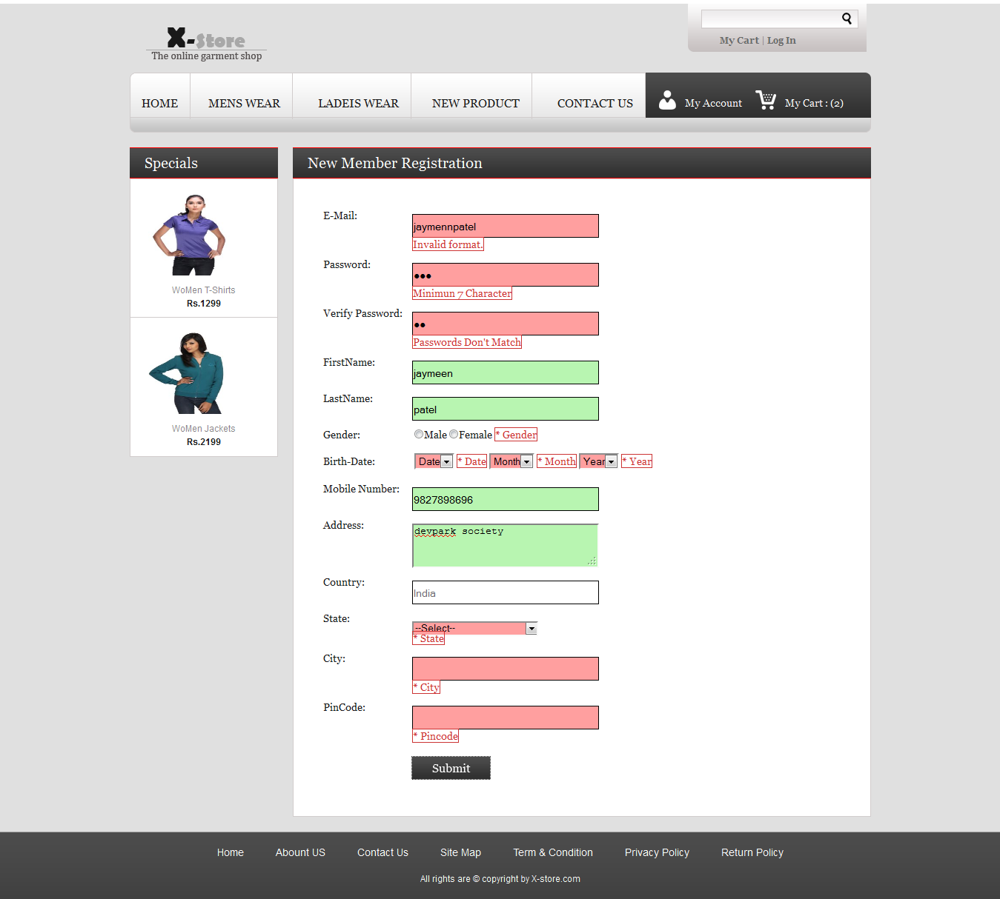 X-Store
The online garment shop
My Cart | Log In
HOME MENS WEAR LADEIS WEAR NEW PRODUCT CONTACT US My Account My Cart : (2)
Specials
WoMen T-Shirts
Rs.1299
WoMen Jackets
Rs.2199
New Member Registration
E-Mail: jaymennpatel
Invalid format.
Password: ●●●
Minimun 7 Character
Verify Password: ●●
Passwords Don't Match
FirstName: jaymeen
LastName: patel
Gender: Male Female * Gender
Birth-Date: Date * Date Month * Month Year * Year
Mobile Number: 9827898696
Address: devpark society
Country: India
State: --Select--
* State
City:
* City
PinCode:
* Pincode
Submit
Home Abount US Contact Us Site Map Term & Condition Privacy Policy Return Policy
All rights are © copyright by X-store.com